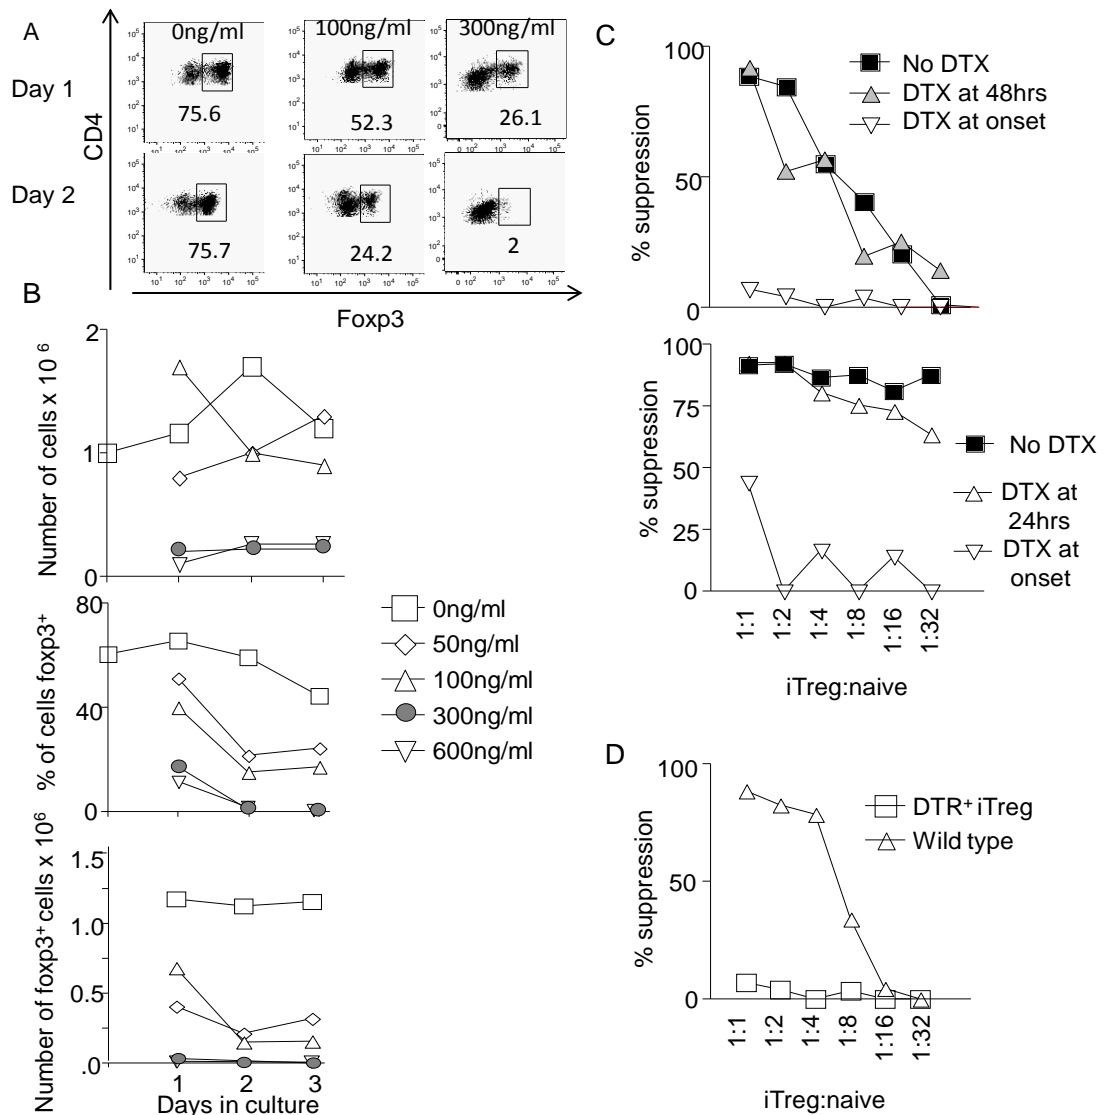 A
0ng/ml
100ng/ml
300ng/ml
Day 1
75.6
52.3
26.1
CD4
Day 2
75.7
24.2
2
Foxp3
B
Number of cells x 10 6
2
1
0
% of cells foxp3+
80
40
0
Number of foxp3+ cells x 106
1.5
1.0
0.5
.0
1 2 3
Days in culture
0ng/ml
50ng/ml
100ng/ml
300ng/ml
600ng/ml
C
% suppression
100
50
0
No DTX
DTX at 48hrs
DTX at onset
% suppression
100
75
50
25
0
No DTX
DTX at
24hrs
DTX at
onset
1:1 1:2 1:4 1:8 1:16 1:32
iTreg:naive
D
% suppression
100
50
0
DTR+ iTreg
Wild type
1:1 1:2 1:4 1:8 1:16 1:32
iTreg:naive